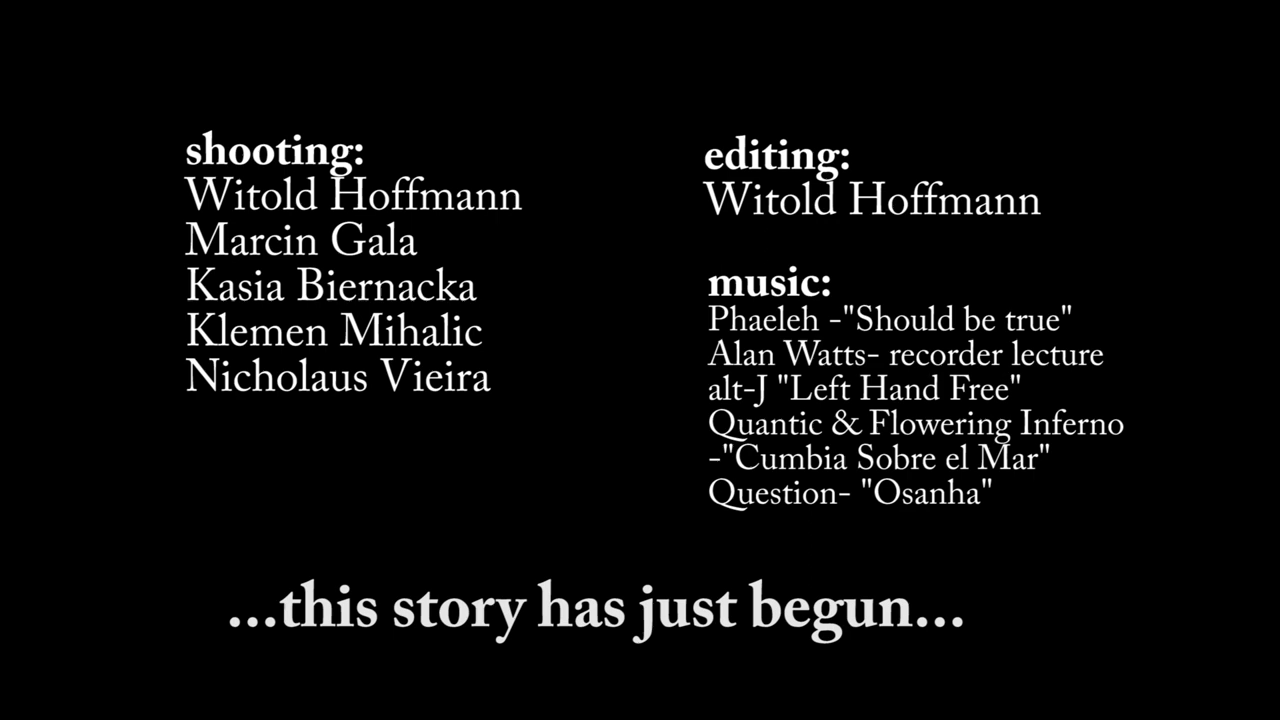 shooting:
Witold Hoffmann
Marcin Gala
Kasia Biernacka
Klemen Mihalic
Nicholaus Vieira
editing:
Witold Hoffmann
music:
Phaeleh -"Should be true"
Alan Watts- recorder lecture
alt-J "Left Hand Free"
Quantic & Flowering Inferno
-"Cumbia Sobre el Mar"
Question- "Osanha"
...this story has just begun...